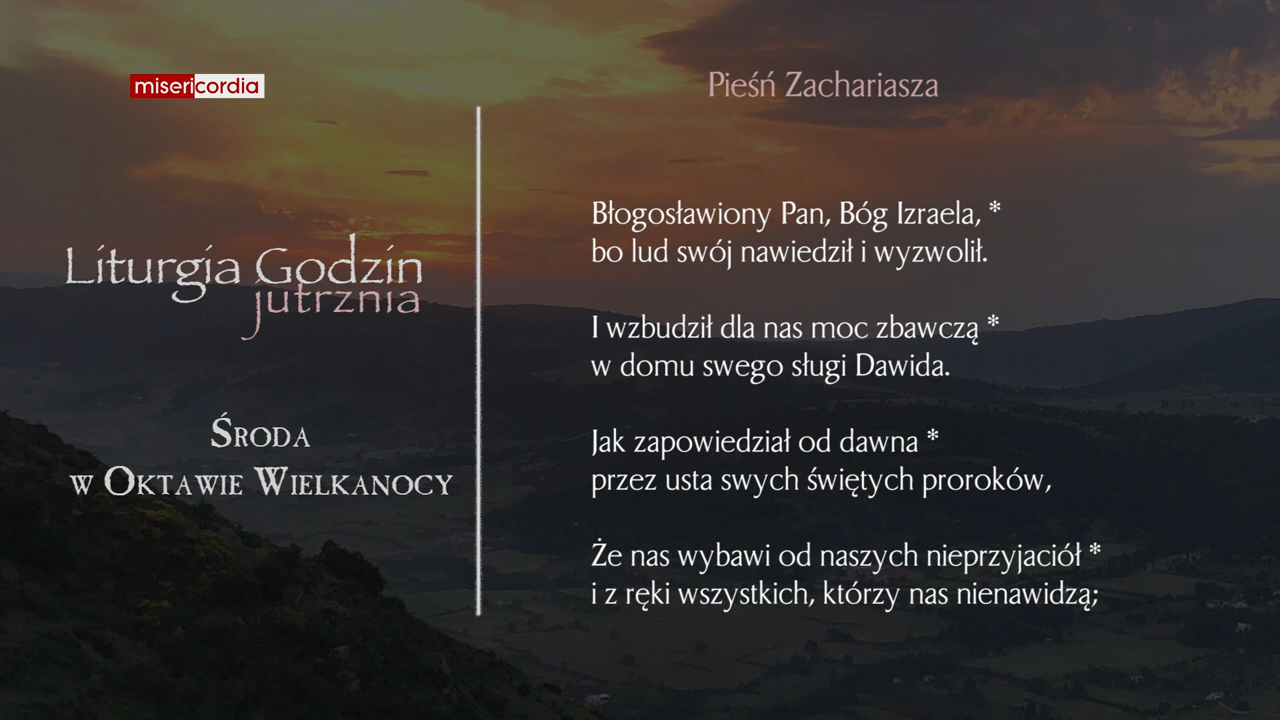 misericordia
Liturgia Godzin
jutrznia
Środa
w Oktawie Wielkanocy
Pieśń Zachariasza
Błogosławiony Pan, Bóg Izraela, *
bo lud swój nawiedził i wyzwolił.
I wzbudził dla nas moc zbawczą *
w domu swego sługi Dawida.
Jak zapowiedział od dawna *
przez usta swych świętych proroków,
Że nas wybawi od naszych nieprzyjaciół *
i z ręki wszystkich, którzy nas nienawidzą;